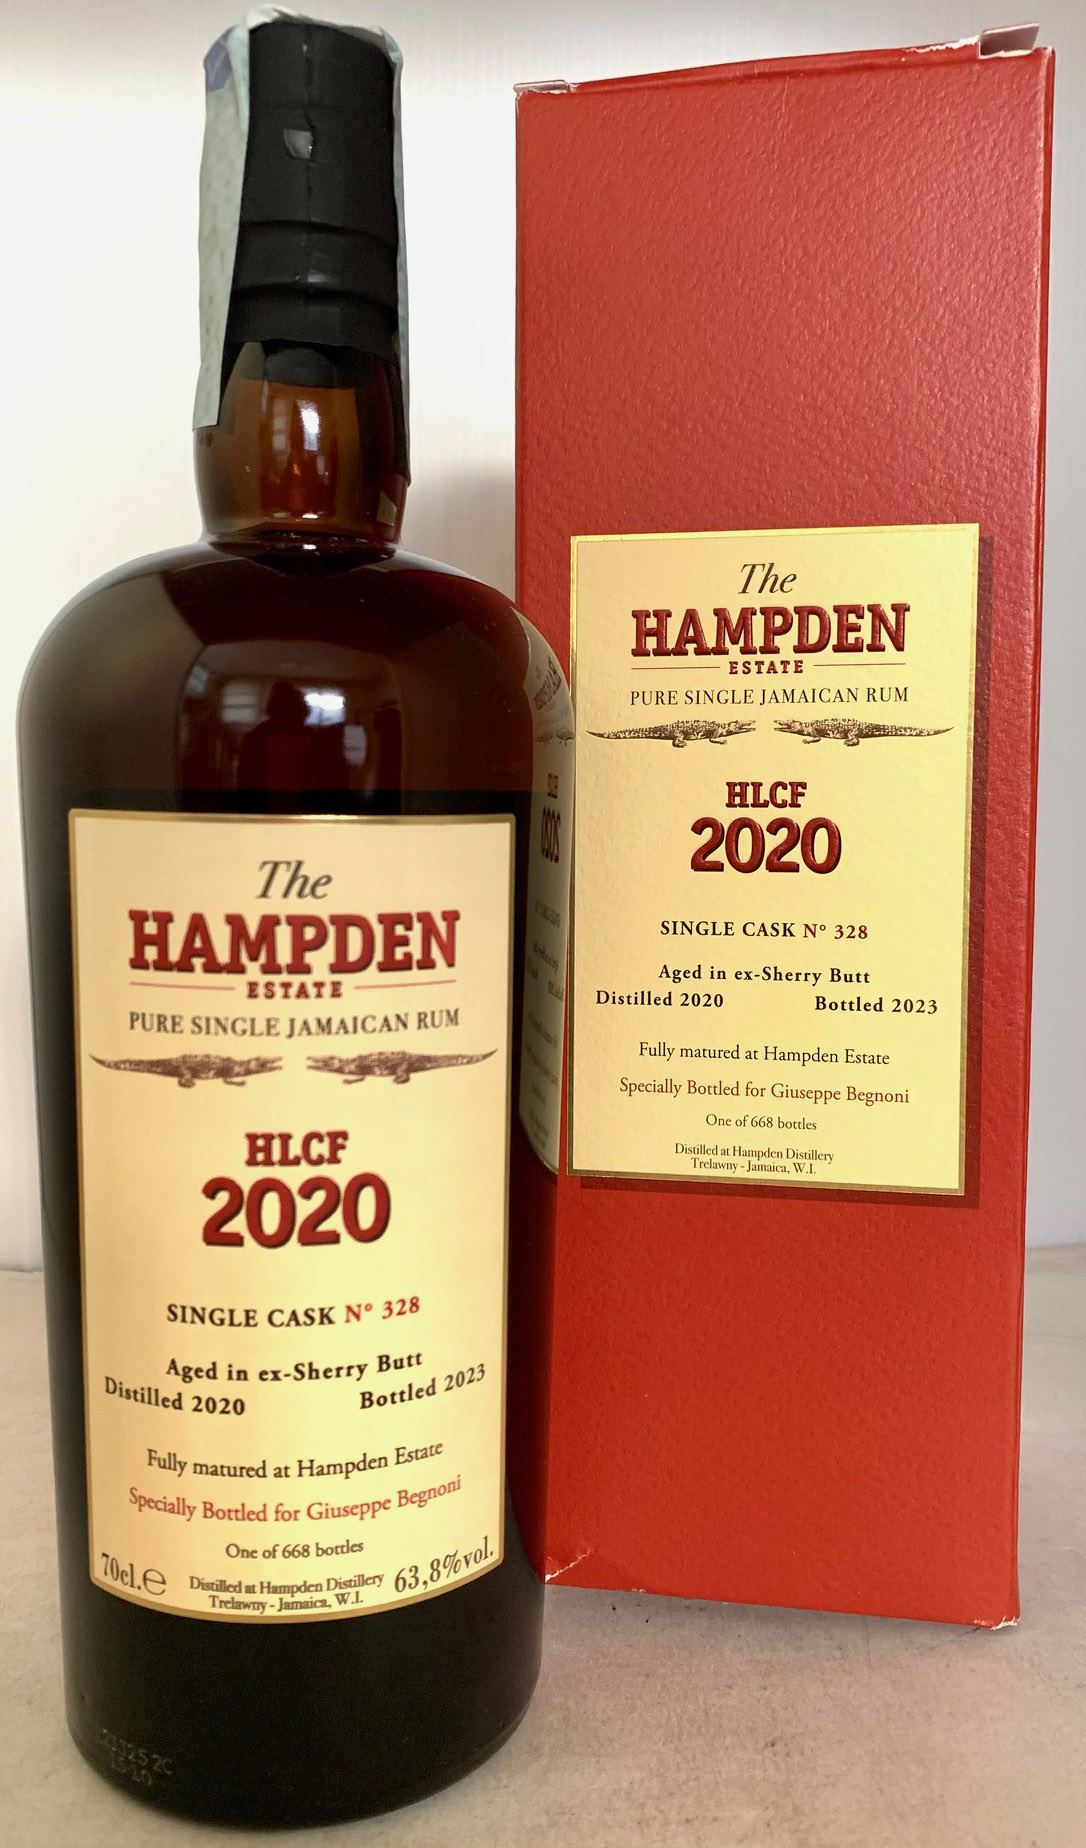 The
HAMPDEN
ESTATE
PURE SINGLE JAMAICAN RUM
HLCF
2020
SINGLE CASK N° 328
Aged in ex-Sherry Butt
Distilled 2020 Bottled 2023
Fully matured at Hampden Estate
Specially Bottled for Giuseppe Begnoni
One of 668 bottles
70cl.℮ Distilled at Hampden Distillery 63,8%vol.
Trelawny - Jamaica, W.I.
The
HAMPDEN
ESTATE
PURE SINGLE JAMAICAN RUM
HLCF
2020
SINGLE CASK N° 328
Aged in ex-Sherry Butt
Distilled 2020 Bottled 2023
Fully matured at Hampden Estate
Specially Bottled for Giuseppe Begnoni
One of 668 bottles
Distilled at Hampden Distillery
Trelawny - Jamaica, W.I.